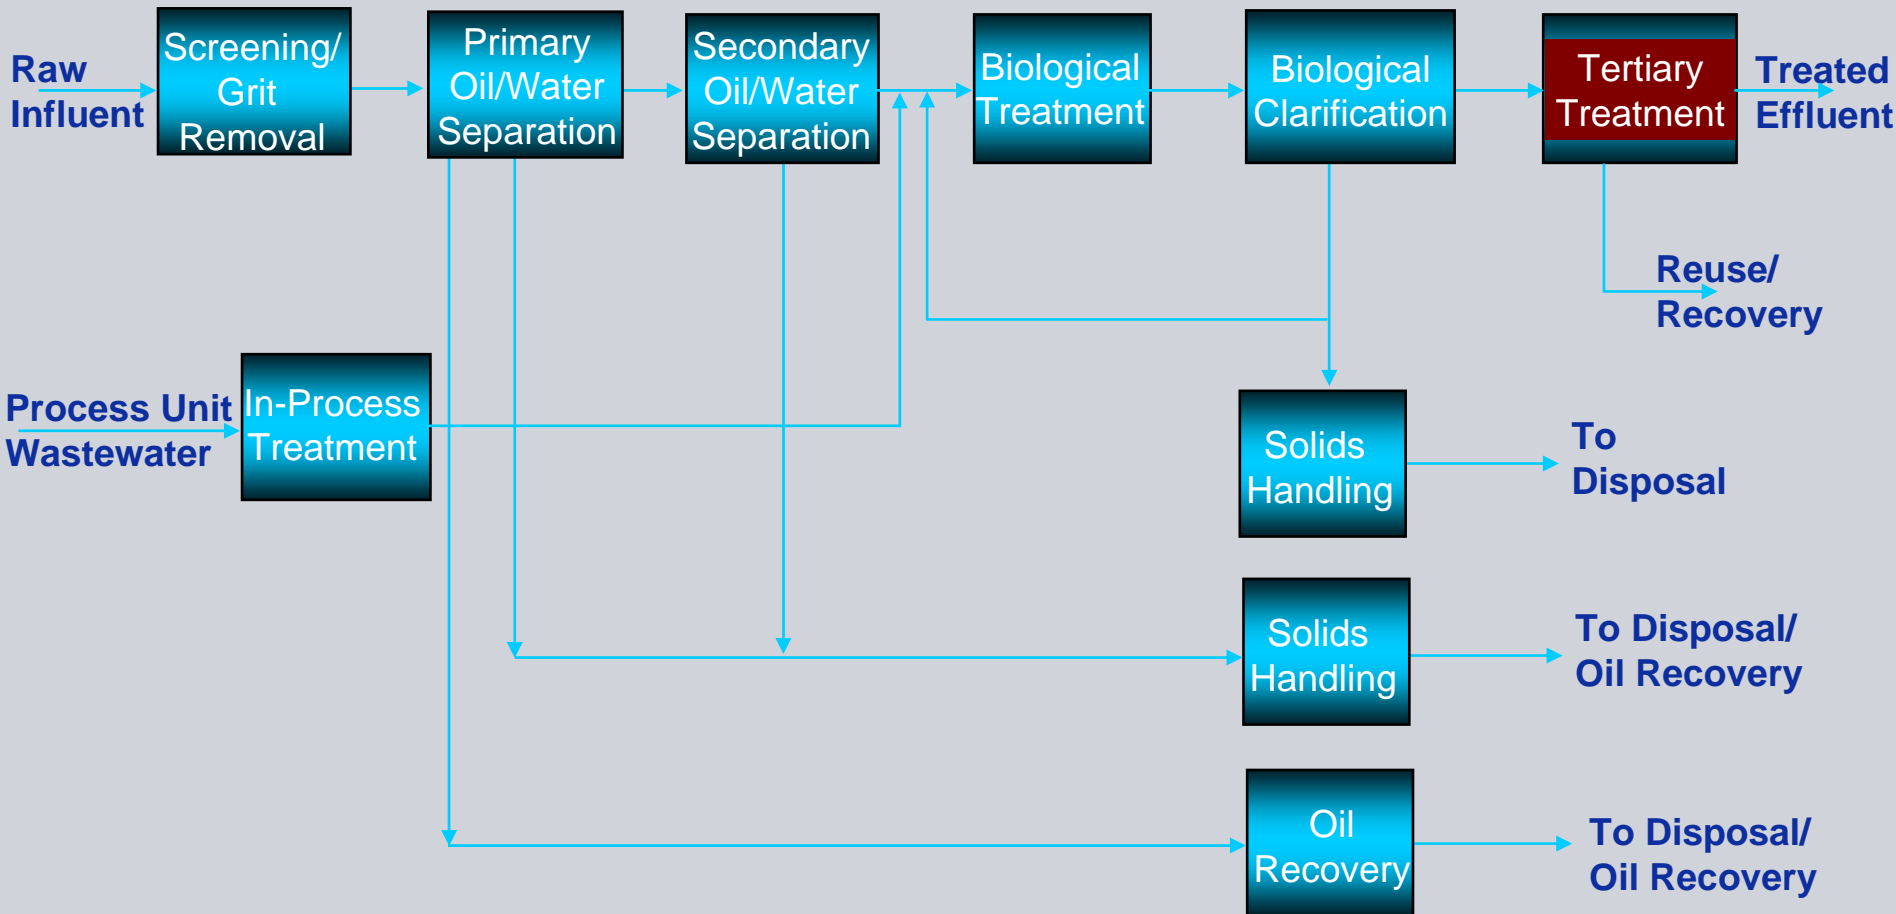 Raw
Influent
Screening/
Grit
Removal
Primary
Oil/Water
Separation
Secondary
Oil/Water
Separation
Biological
Treatment
Biological
Clarification
Tertiary
Treatment
Treated
Effluent
Reuse/
Recovery
Process Unit
Wastewater
In-Process
Treatment
Solids
Handling
To
Disposal
Solids
Handling
To Disposal/
Oil Recovery
Oil
Recovery
To Disposal/
Oil Recovery